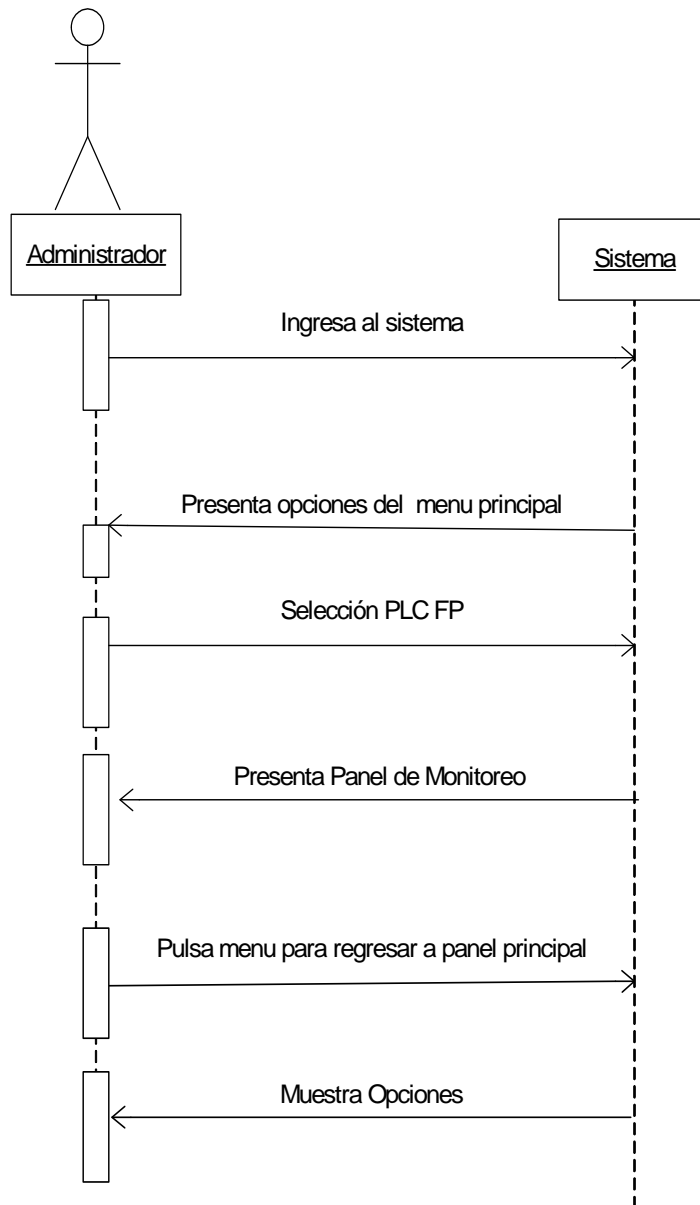 Administrador
Sistema
Ingresa al sistema
Presenta opciones del menu principal
Selección PLC FP
Presenta Panel de Monitoreo
Pulsa menu para regresar a panel principal
Muestra Opciones